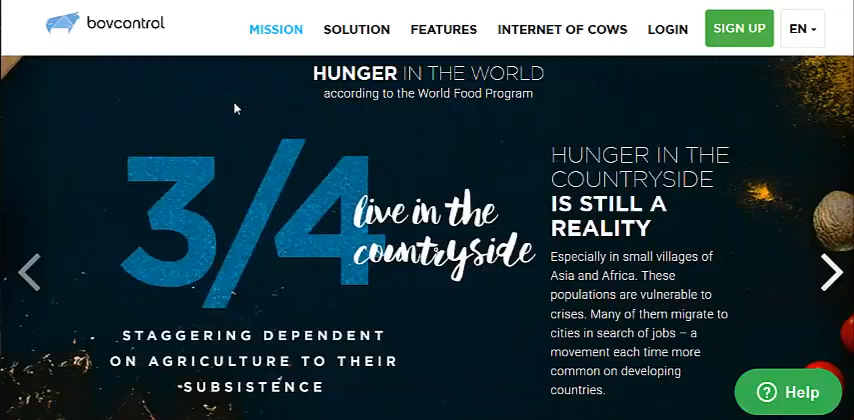 bovcontrol
MISSION SOLUTION FEATURES INTERNET OF COWS LOGIN SIGN UP EN
HUNGER IN THE WORLD
according to the World Food Program
3/4
live in the
countryside
STAGGERING DEPENDENT
ON AGRICULTURE TO THEIR
SUBSISTENCE
HUNGER IN THE
COUNTRYSIDE
IS STILL A
REALITY
Especially in small villages of
Asia and Africa. These
populations are vulnerable to
crises. Many of them migrate to
cities in search of jobs – a
movement each time more
common on developing
countries.
Help